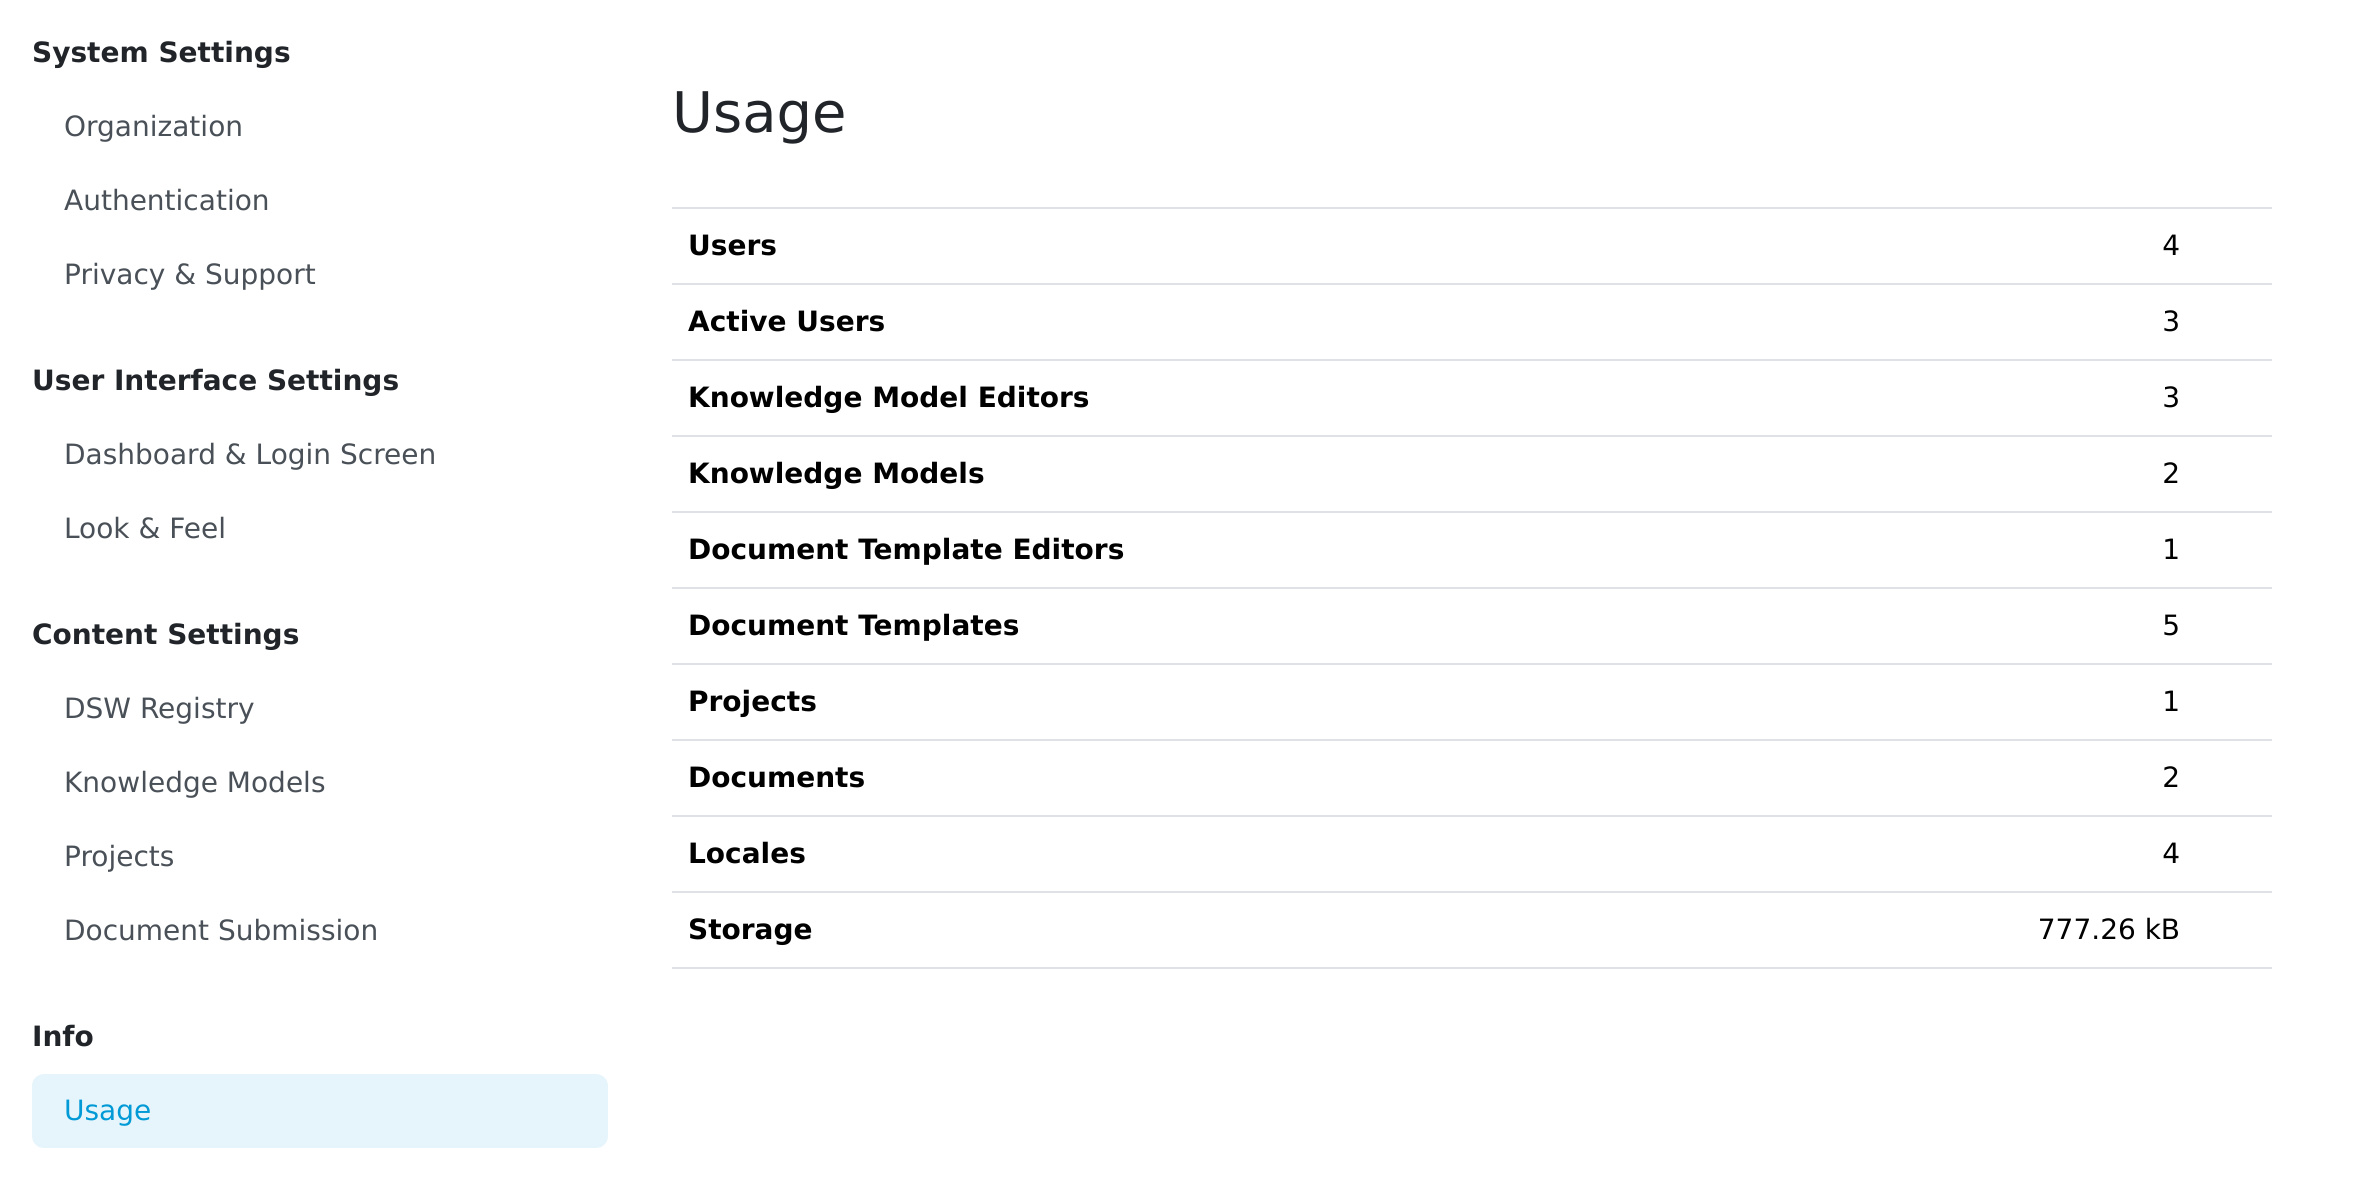 System Settings
Organization
Authentication
Privacy & Support
User Interface Settings
Dashboard & Login Screen
Look & Feel
Content Settings
DSW Registry
Knowledge Models
Projects
Document Submission
Info
Usage
Usage
Users 4
Active Users 3
Knowledge Model Editors 3
Knowledge Models 2
Document Template Editors 1
Document Templates 5
Projects 1
Documents 2
Locales 4
Storage 777.26 kB